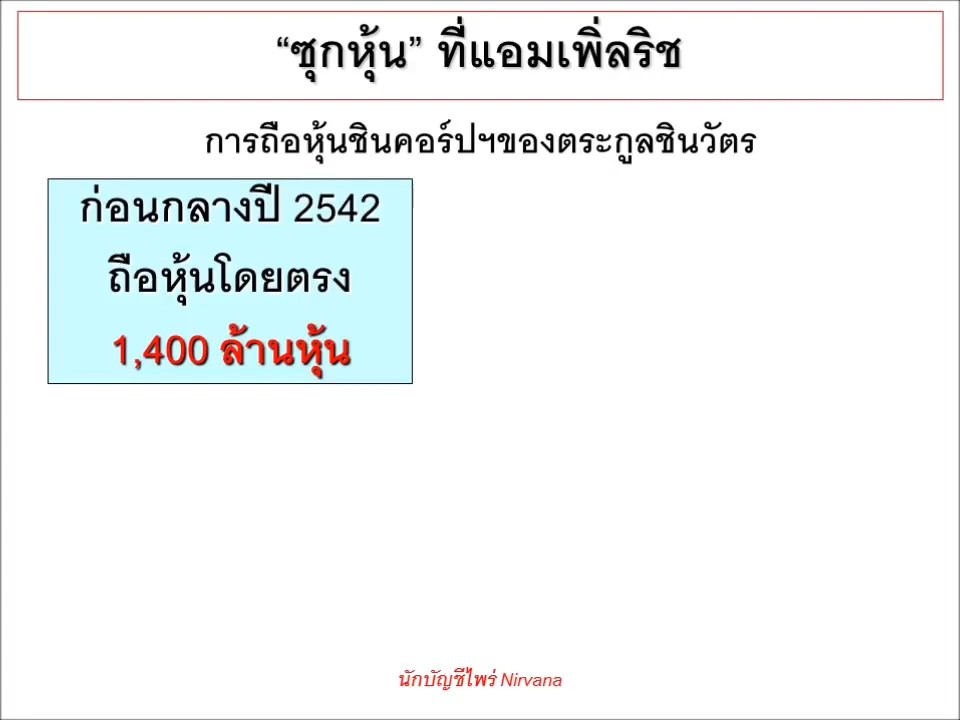 “ซุกหุ้น” ที่แอมเพิ่ลริช
การถือหุ้นชินคอร์ปฯของตระกูลชินวัตร
ก่อนกลางปี 2542
ถือหุ้นโดยตรง
1,400 ล้านหุ้น
นักบัญชีไพร่ Nirvana